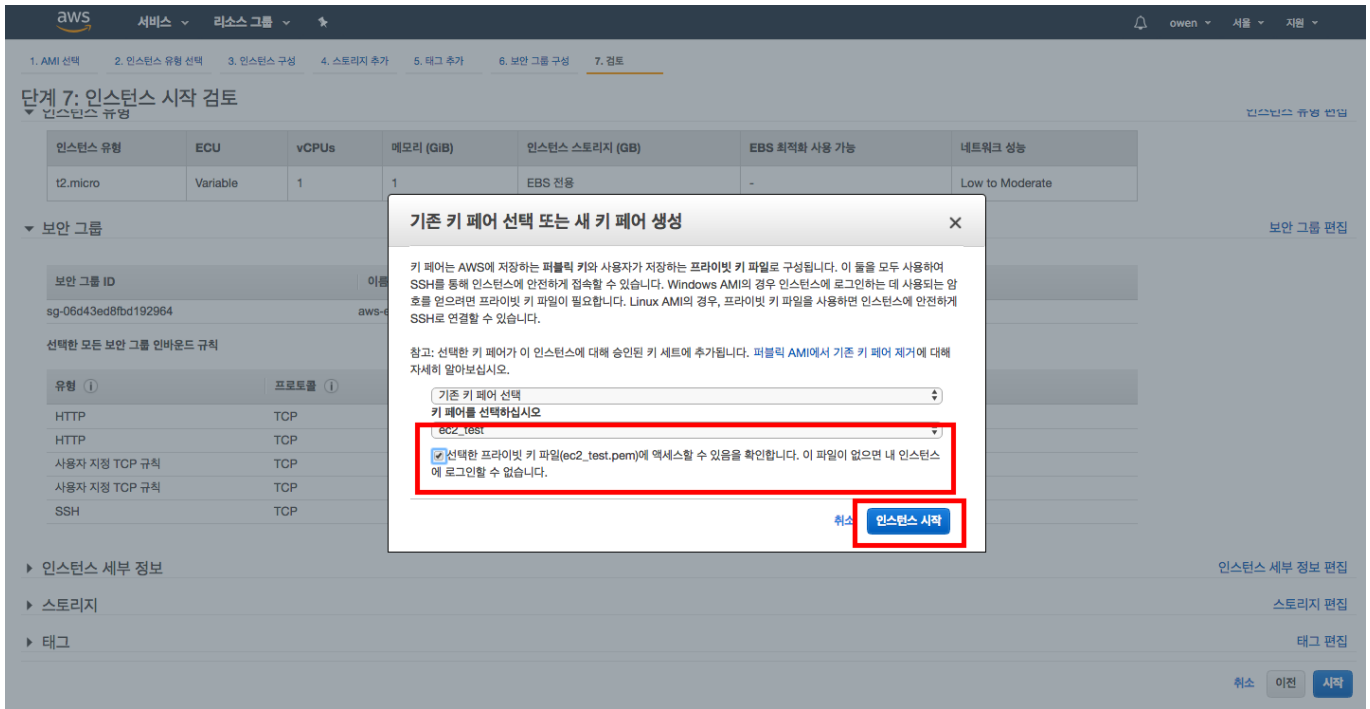 aws 서비스 리소스 그룹 owen 서울 지원
1. AMI 선택 2. 인스턴스 유형 선택 3. 인스턴스 구성 4. 스토리지 추가 5. 태그 추가 6. 보안 그룹 구성 7. 검토
단계 7: 인스턴스 시작 검토
인스턴스 유형 인스턴스 유형 편집
인스턴스 유형 ECU vCPUs 메모리 (GiB) 인스턴스 스토리지 (GB) EBS 최적화 사용 가능 네트워크 성능
t2.micro Variable 1 1 EBS 전용 - Low to Moderate
보안 그룹 보안 그룹 편집
보안 그룹 ID 이름
sg-06d43ed8fbd192964 aws-e
선택한 모든 보안 그룹 인바운드 규칙
유형 프로토콜
HTTP TCP
HTTP TCP
사용자 지정 TCP 규칙 TCP
사용자 지정 TCP 규칙 TCP
SSH TCP
기존 키 페어 선택 또는 새 키 페어 생성 ×
키 페어는 AWS에 저장하는 퍼블릭 키와 사용자가 저장하는 프라이빗 키 파일로 구성됩니다. 이 둘을 모두 사용하여
SSH를 통해 인스턴스에 안전하게 접속할 수 있습니다. Windows AMI의 경우 인스턴스에 로그인하는 데 사용되는 암
호를 얻으려면 프라이빗 키 파일이 필요합니다. Linux AMI의 경우, 프라이빗 키 파일을 사용하면 인스턴스에 안전하게
SSH로 연결할 수 있습니다.
참고: 선택한 키 페어가 이 인스턴스에 대해 승인된 키 세트에 추가됩니다. 퍼블릭 AMI에서 기존 키 페어 제거에 대해
자세히 알아보십시오.
기존 키 페어 선택
키 페어를 선택하십시오
ec2_test
선택한 프라이빗 키 파일(ec2_test.pem)에 액세스할 수 있음을 확인합니다. 이 파일이 없으면 내 인스턴스
에 로그인할 수 없습니다.
취소 인스턴스 시작
인스턴스 세부 정보 인스턴스 세부 정보 편집
스토리지 스토리지 편집
태그 태그 편집
취소 이전 시작